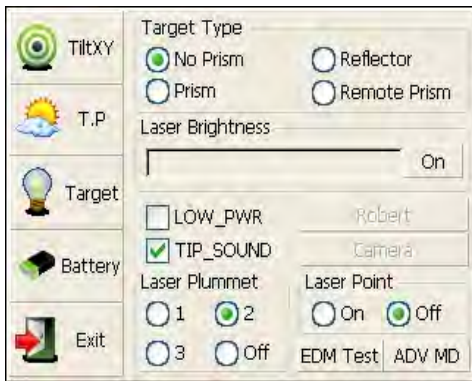 TiltXY
T.P
Target
Battery
Exit
Target Type
No Prism
Reflector
Prism
Remote Prism
Laser Brightness
On
LOW_PWR
Robert
TIP_SOUND
Camera
Laser Plummet
1
2
3
Off
Laser Point
On
Off
EDM Test
ADV MD